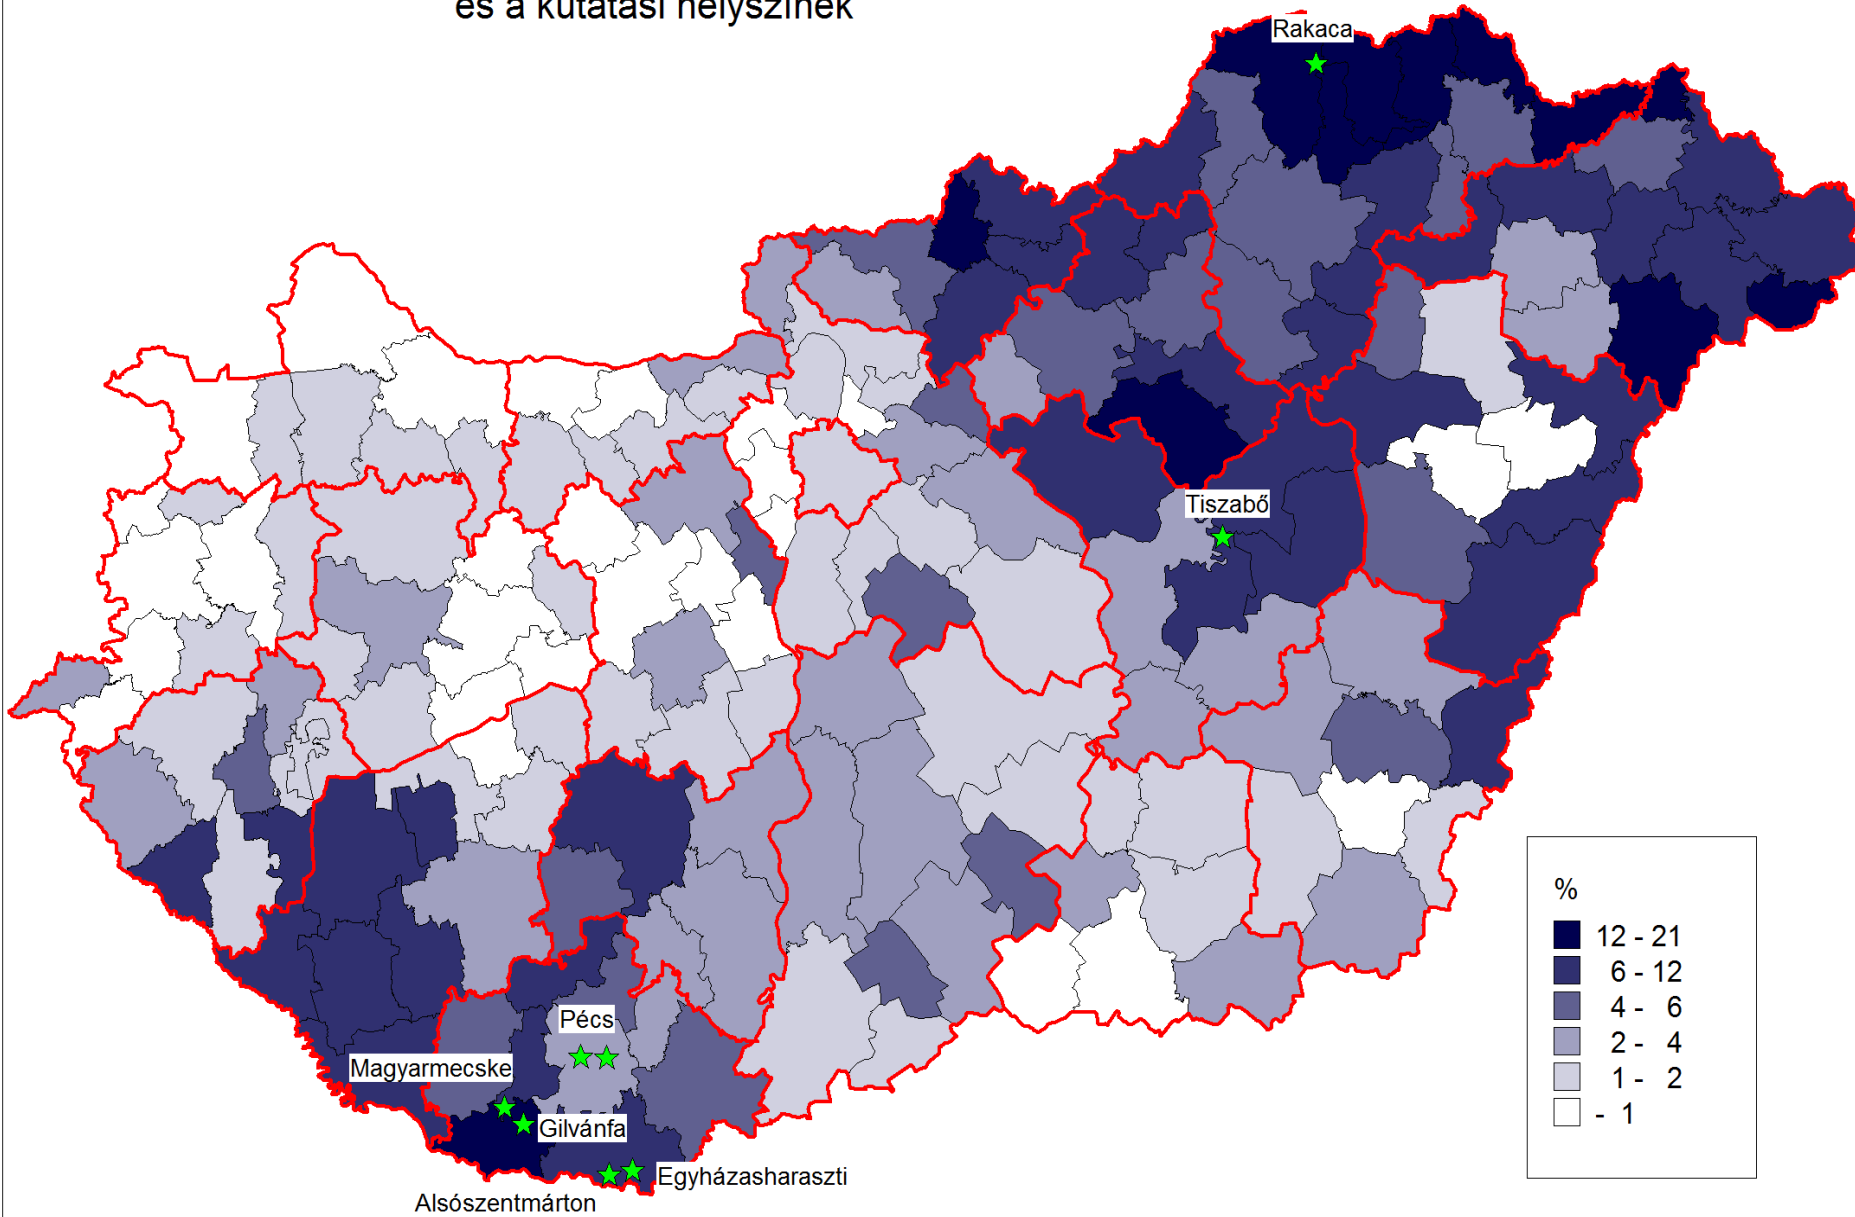 és a kutatási helyszínek
Rakaca
Tiszabő
Pécs
Magyarmecske
Gilvánfa
Egyházasharaszti
Alsószentmárton
%
12 - 21
6 - 12
4 - 6
2 - 4
1 - 2
- 1